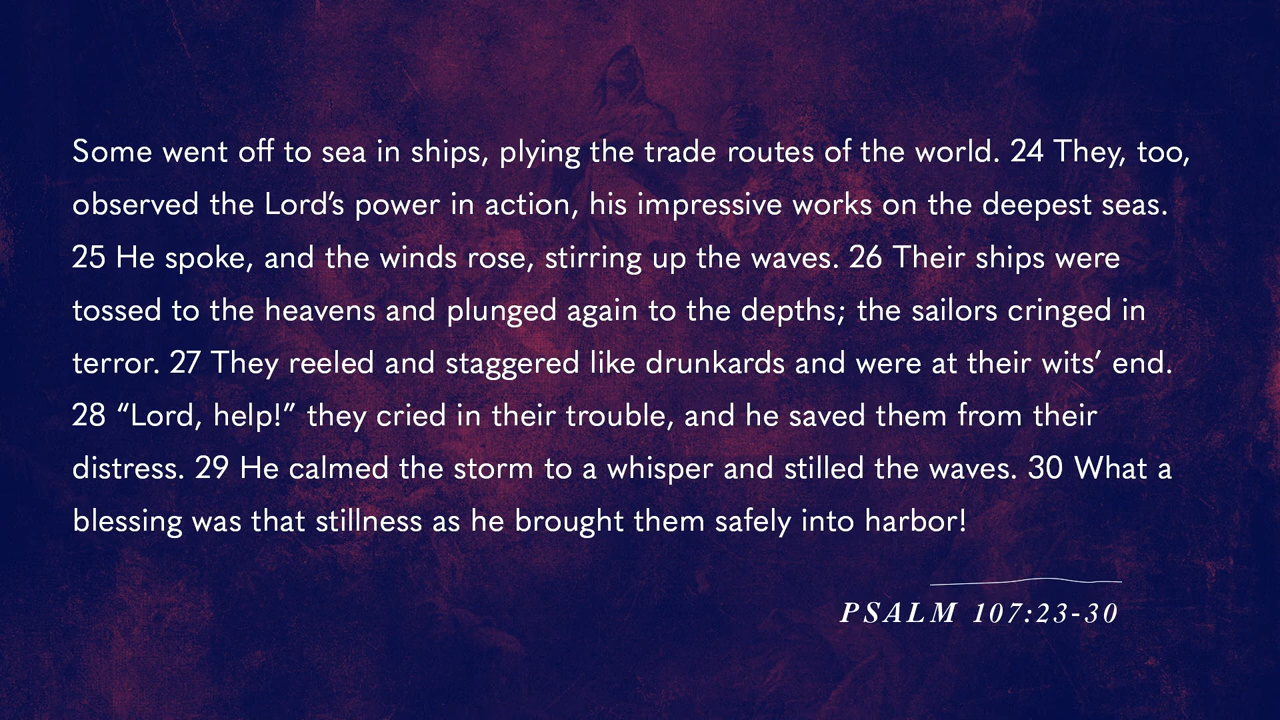 Some went off to sea in ships, plying the trade routes of the world. 24 They, too,
observed the Lord’s power in action, his impressive works on the deepest seas.
25 He spoke, and the winds rose, stirring up the waves. 26 Their ships were
tossed to the heavens and plunged again to the depths; the sailors cringed in
terror. 27 They reeled and staggered like drunkards and were at their wits’ end.
28 “Lord, help!” they cried in their trouble, and he saved them from their
distress. 29 He calmed the storm to a whisper and stilled the waves. 30 What a
blessing was that stillness as he brought them safely into harbor!
PSALM 107:23-30